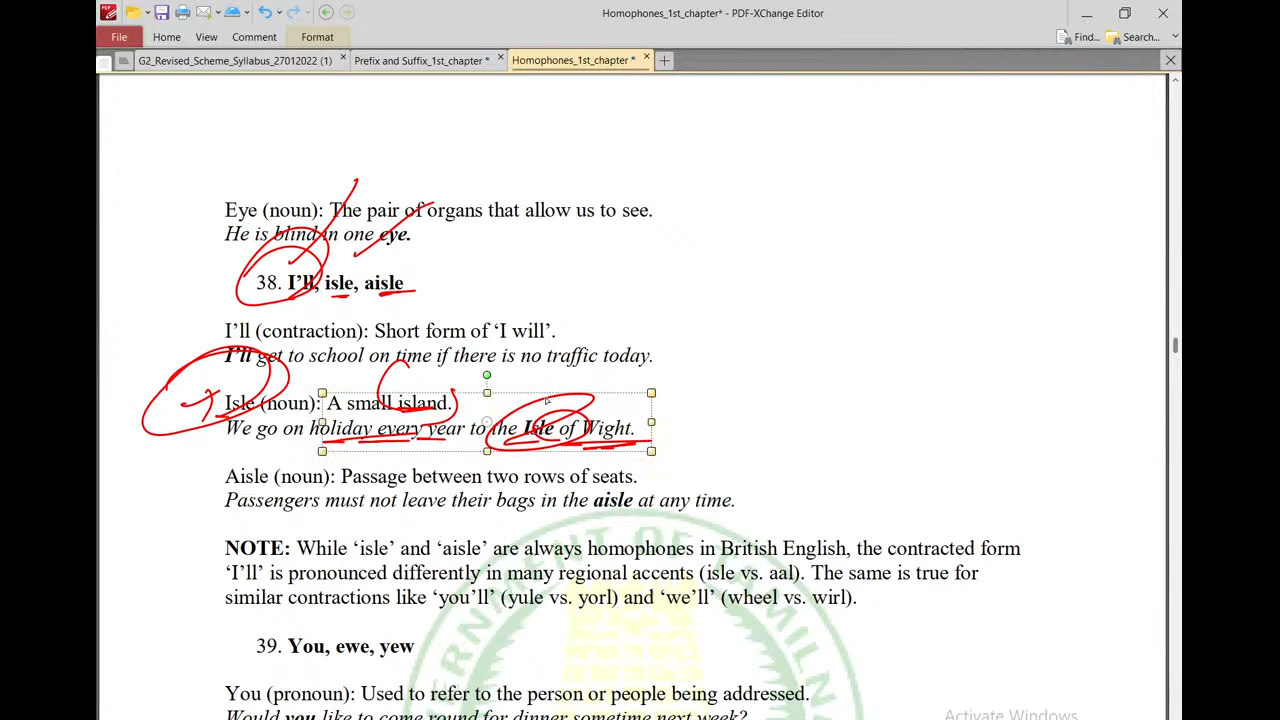 Homophones_1st_chapter* - PDF-XChange Editor
File Home View Comment Format Find... Search...
G2_Revised_Scheme_Syllabus_27012022 (1) Prefix and Suffix_1st_chapter * Homophones_1st_chapter *
Eye (noun): The pair of organs that allow us to see.
He is blind in one eye.
38. I’ll, isle, aisle
I’ll (contraction): Short form of ‘I will’.
I’ll get to school on time if there is no traffic today.
Isle (noun): A small island.
We go on holiday every year to the Isle of Wight.
Aisle (noun): Passage between two rows of seats.
Passengers must not leave their bags in the aisle at any time.
NOTE: While ‘isle’ and ‘aisle’ are always homophones in British English, the contracted form
‘I’ll’ is pronounced differently in many regional accents (isle vs. aal). The same is true for
similar contractions like ‘you’ll’ (yule vs. yorl) and ‘we’ll’ (wheel vs. wirl).
39. You, ewe, yew
You (pronoun): Used to refer to the person or people being addressed.
Would you like to come round for dinner sometime next week?
Activate Windows